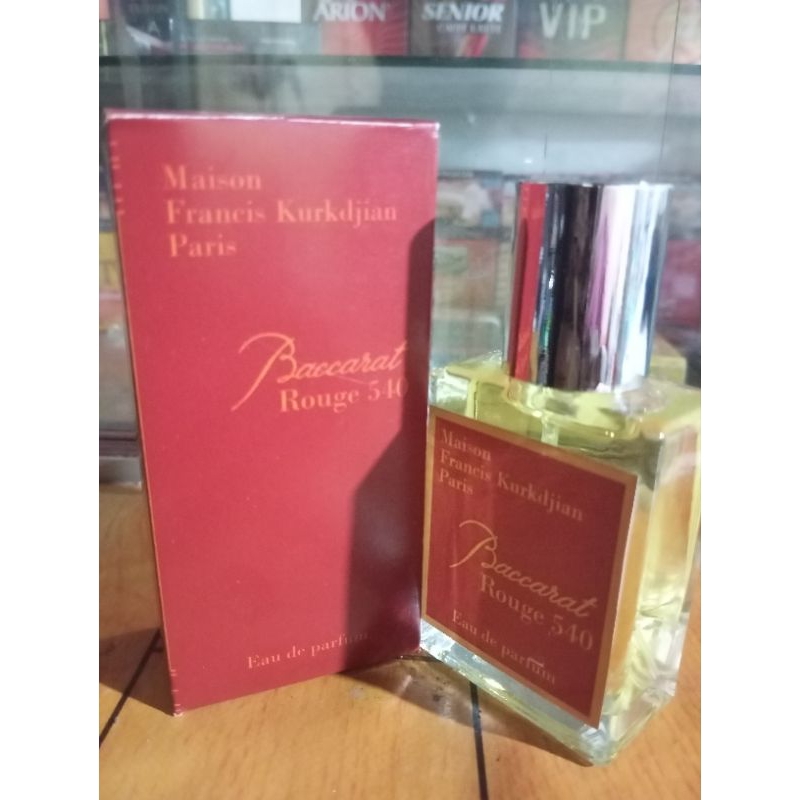 ARION
SENIOR
VIP
Maison
Francis Kurkdjian
Paris
Baccarat
Rouge 540
Eau de parfum
Maison
Francis Kurkdjian
Paris
Baccarat
Rouge 540
Eau de parfum